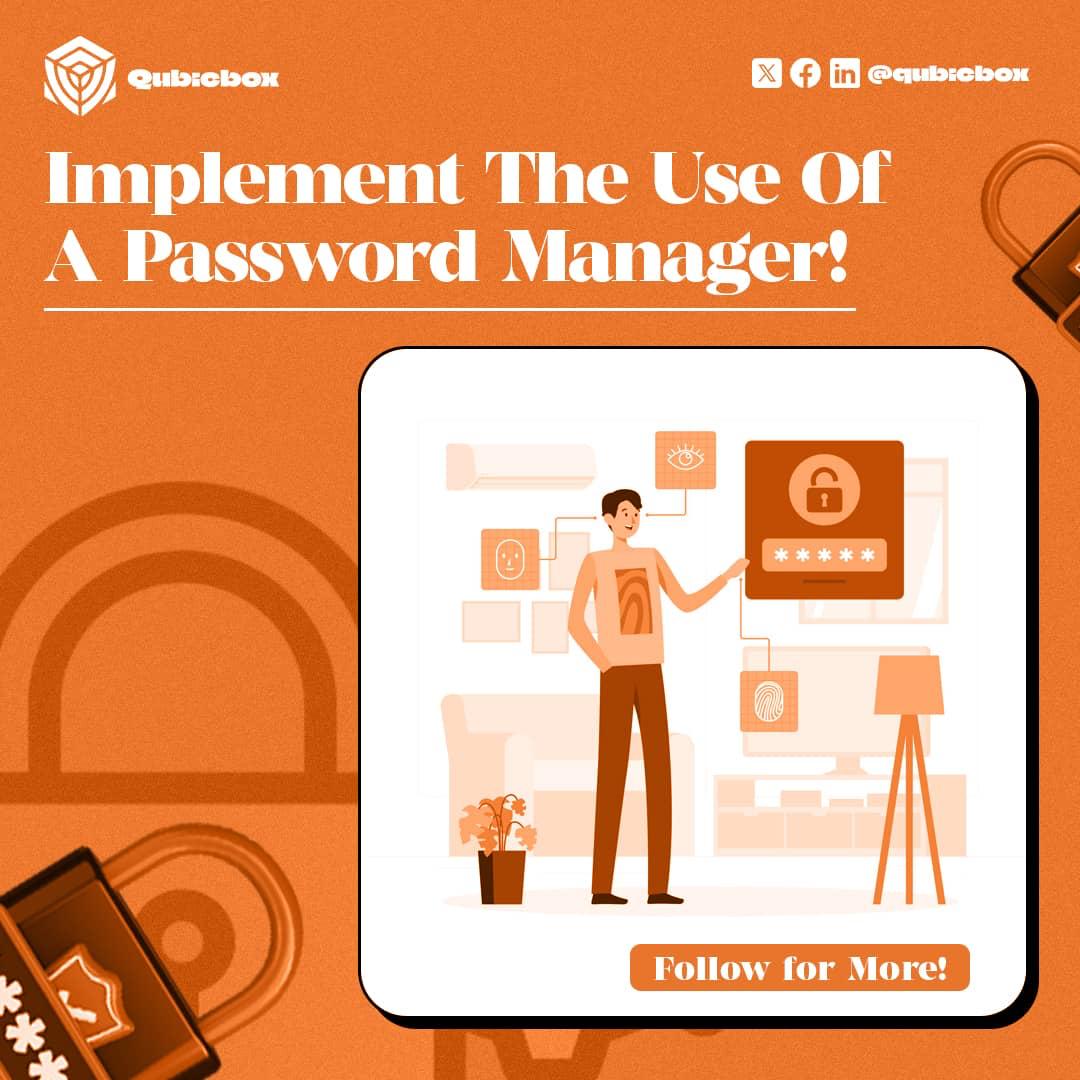 Qubicbox
@qubicbox
Implement The Use Of
A Password Manager!
*****
Follow for More!